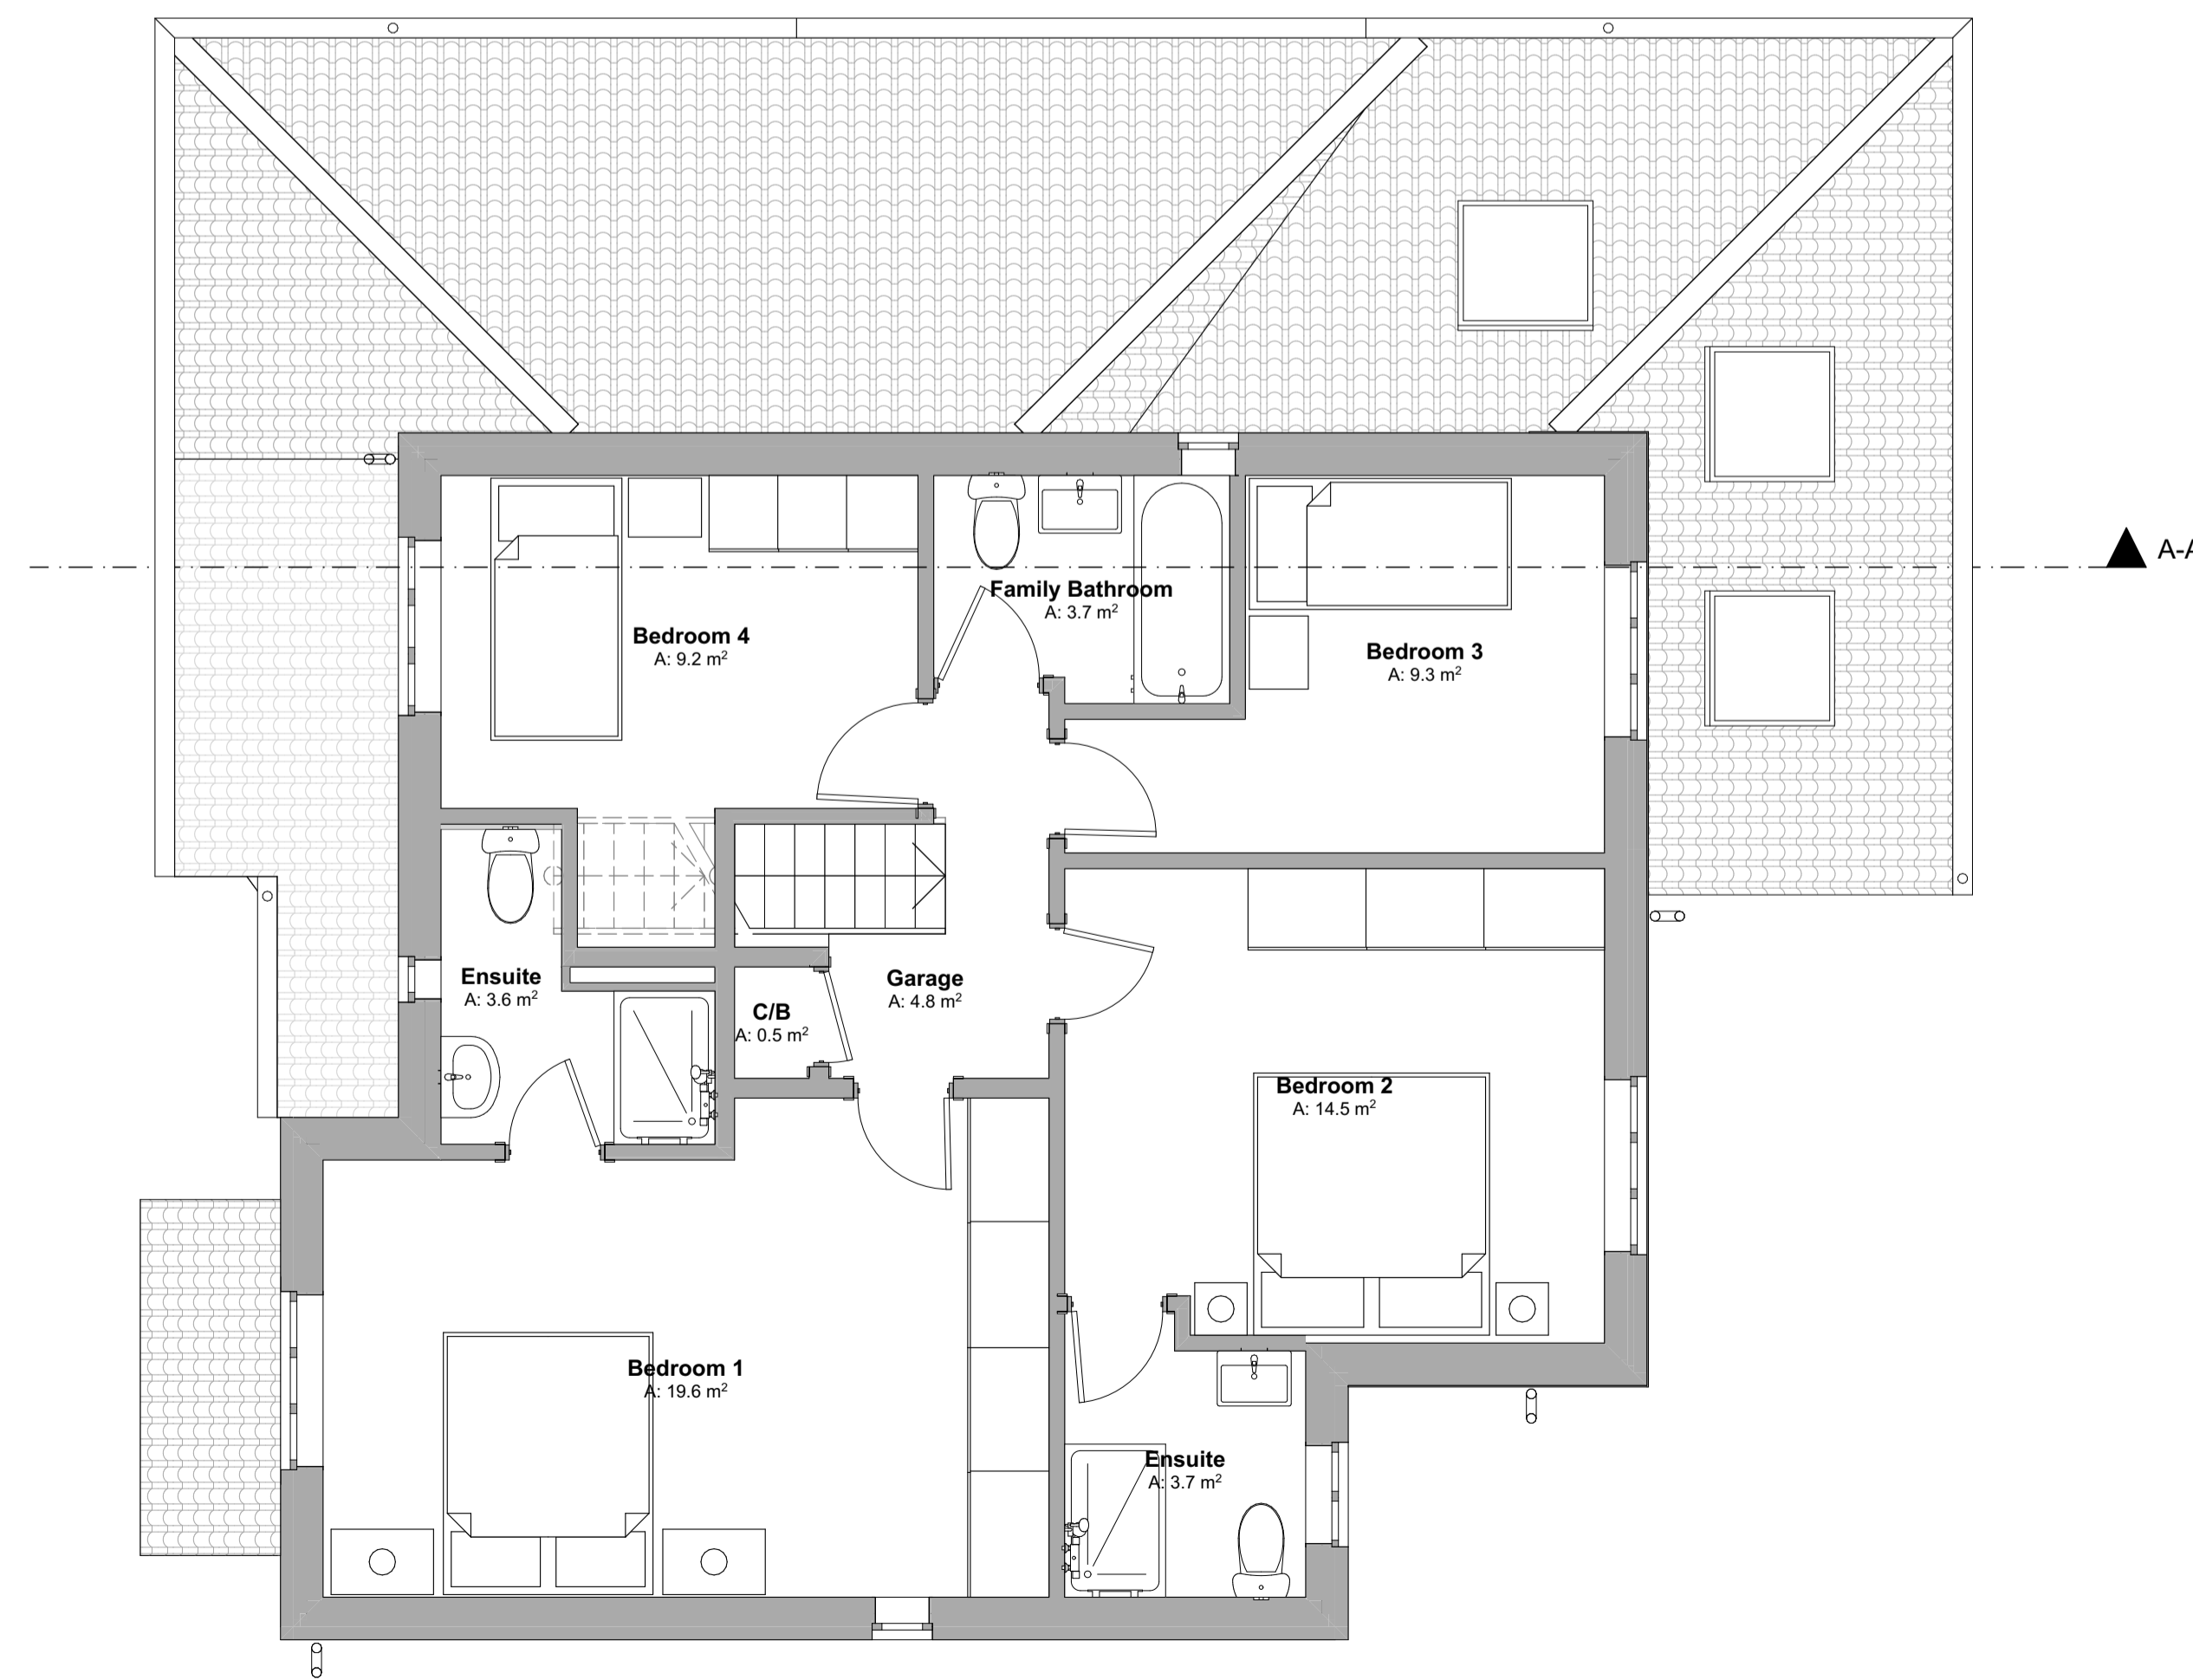 A-A
Family Bathroom
A: 3.7 m²
Bedroom 4
A: 9.2 m²
Bedroom 3
A: 9.3 m²
Ensuite
A: 3.6 m²
Garage
A: 4.8 m²
C/B
A: 0.5 m²
Bedroom 2
A: 14.5 m²
Bedroom 1
A: 19.6 m²
Ensuite
A: 3.7 m²